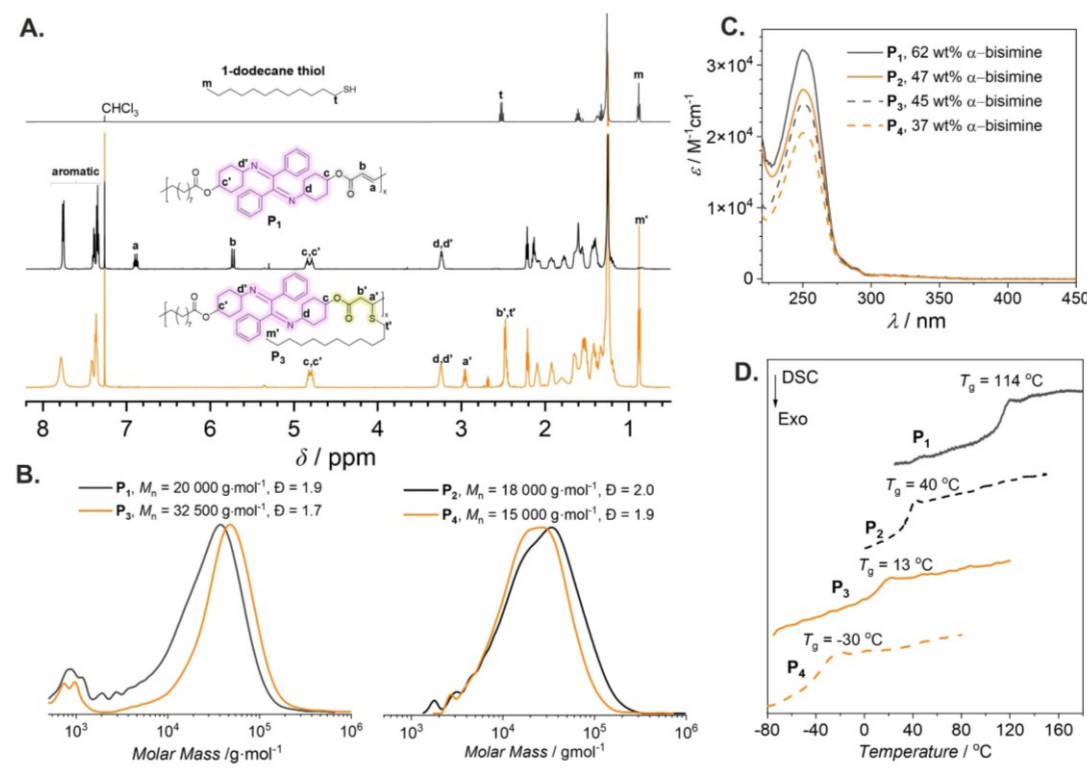 A.
1-dodecane thiol
m
SH
t
CHCl3
t
m
aromatic
d'
N
O
O
c'
7
P1
N
d
c
O
O
b
a
x
a
b
c,c'
d,d'
m'
d'
N
O
O
c'
7
P3
N
d
c
O
O
b'
a'
S
x
t'
m'
c,c'
d,d'
a'
b',t'
8 7 6 5 4 3 2 1
δ / ppm
B.
P1, Mn = 20 000 g·mol-1, Đ = 1.9
P3, Mn = 32 500 g·mol-1, Đ = 1.7
P2, Mn = 18 000 g·mol-1, Đ = 2.0
P4, Mn = 15 000 g·mol-1, Đ = 1.9
10^3 10^4 10^5 10^6
Molar Mass /g·mol-1
10^3 10^4 10^5 10^6
Molar Mass / gmol-1
C.
P1, 62 wt% α−bisimine
P2, 47 wt% α−bisimine
P3, 45 wt% α−bisimine
P4, 37 wt% α−bisimine
3×10^4
2×10^4
1×10^4
0
ε / M-1cm-1
250 300 350 400 450
λ / nm
D.
DSC
Exo
Tg = 114 °C
P1
Tg = 40 °C
P2
Tg = 13 °C
P3
Tg = -30 °C
P4
-80 -40 0 40 80 120 160
Temperature / °C